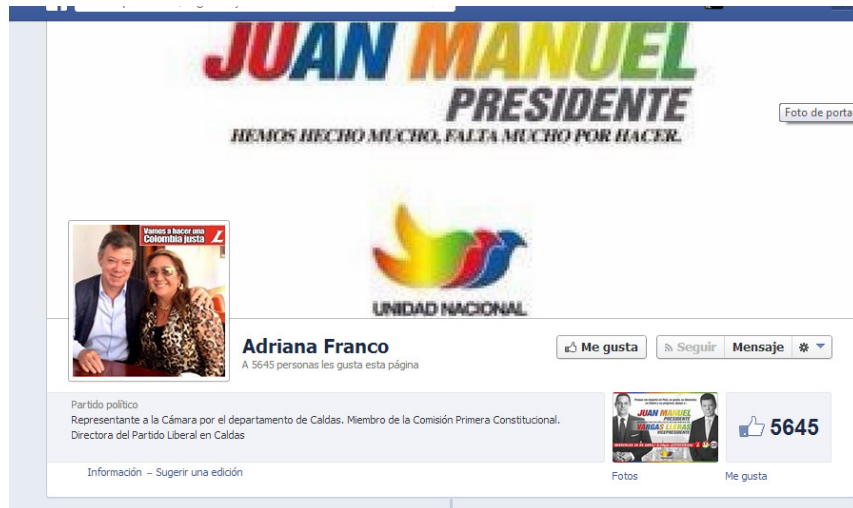 JUAN MANUEL
PRESIDENTE
HEMOS HECHO MUCHO, FALTA MUCHO POR HACER.
Foto de porta
UNIDAD NACIONAL
Vamos a hacer una
Colombia justa L
Adriana Franco
A 5645 personas les gusta esta página
Me gusta
Seguir
Mensaje
Partido político
Representante a la Cámara por el departamento de Caldas. Miembro de la Comisión Primera Constitucional.
Directora del Partido Liberal en Caldas
JUAN MANUEL
PRESIDENTE
VARGAS LLERAS
VICEPRESIDENTE
5645
Información – Sugerir una edición
Fotos
Me gusta